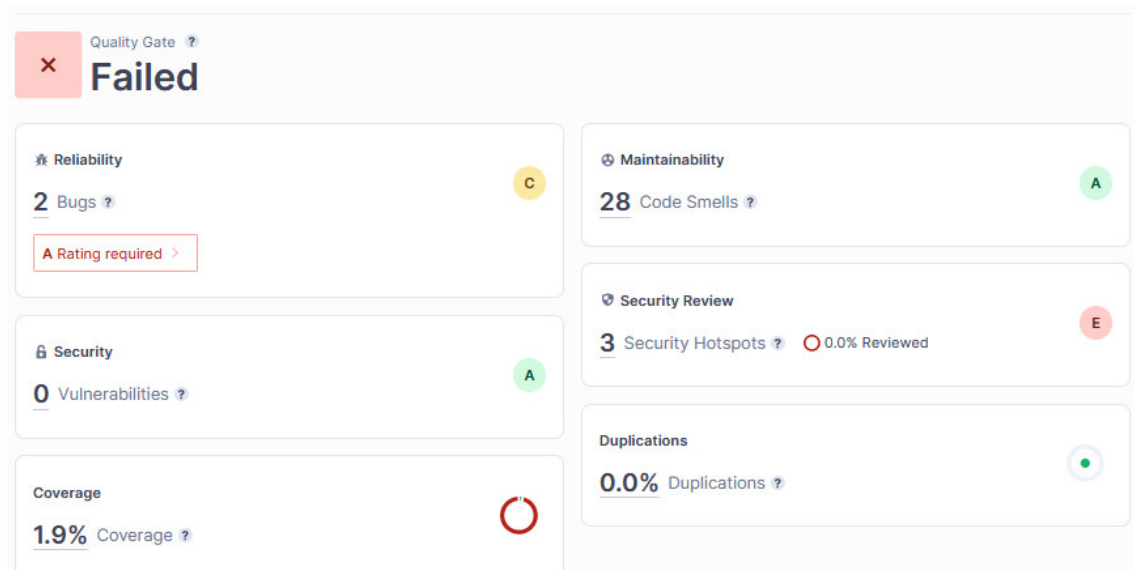 Quality Gate ?
Failed
Reliability
2 Bugs ?
C
A Rating required >
Security
0 Vulnerabilities ?
A
Coverage
1.9% Coverage ?
Maintainability
28 Code Smells ?
A
Security Review
3 Security Hotspots ? 0.0% Reviewed
E
Duplications
0.0% Duplications ?